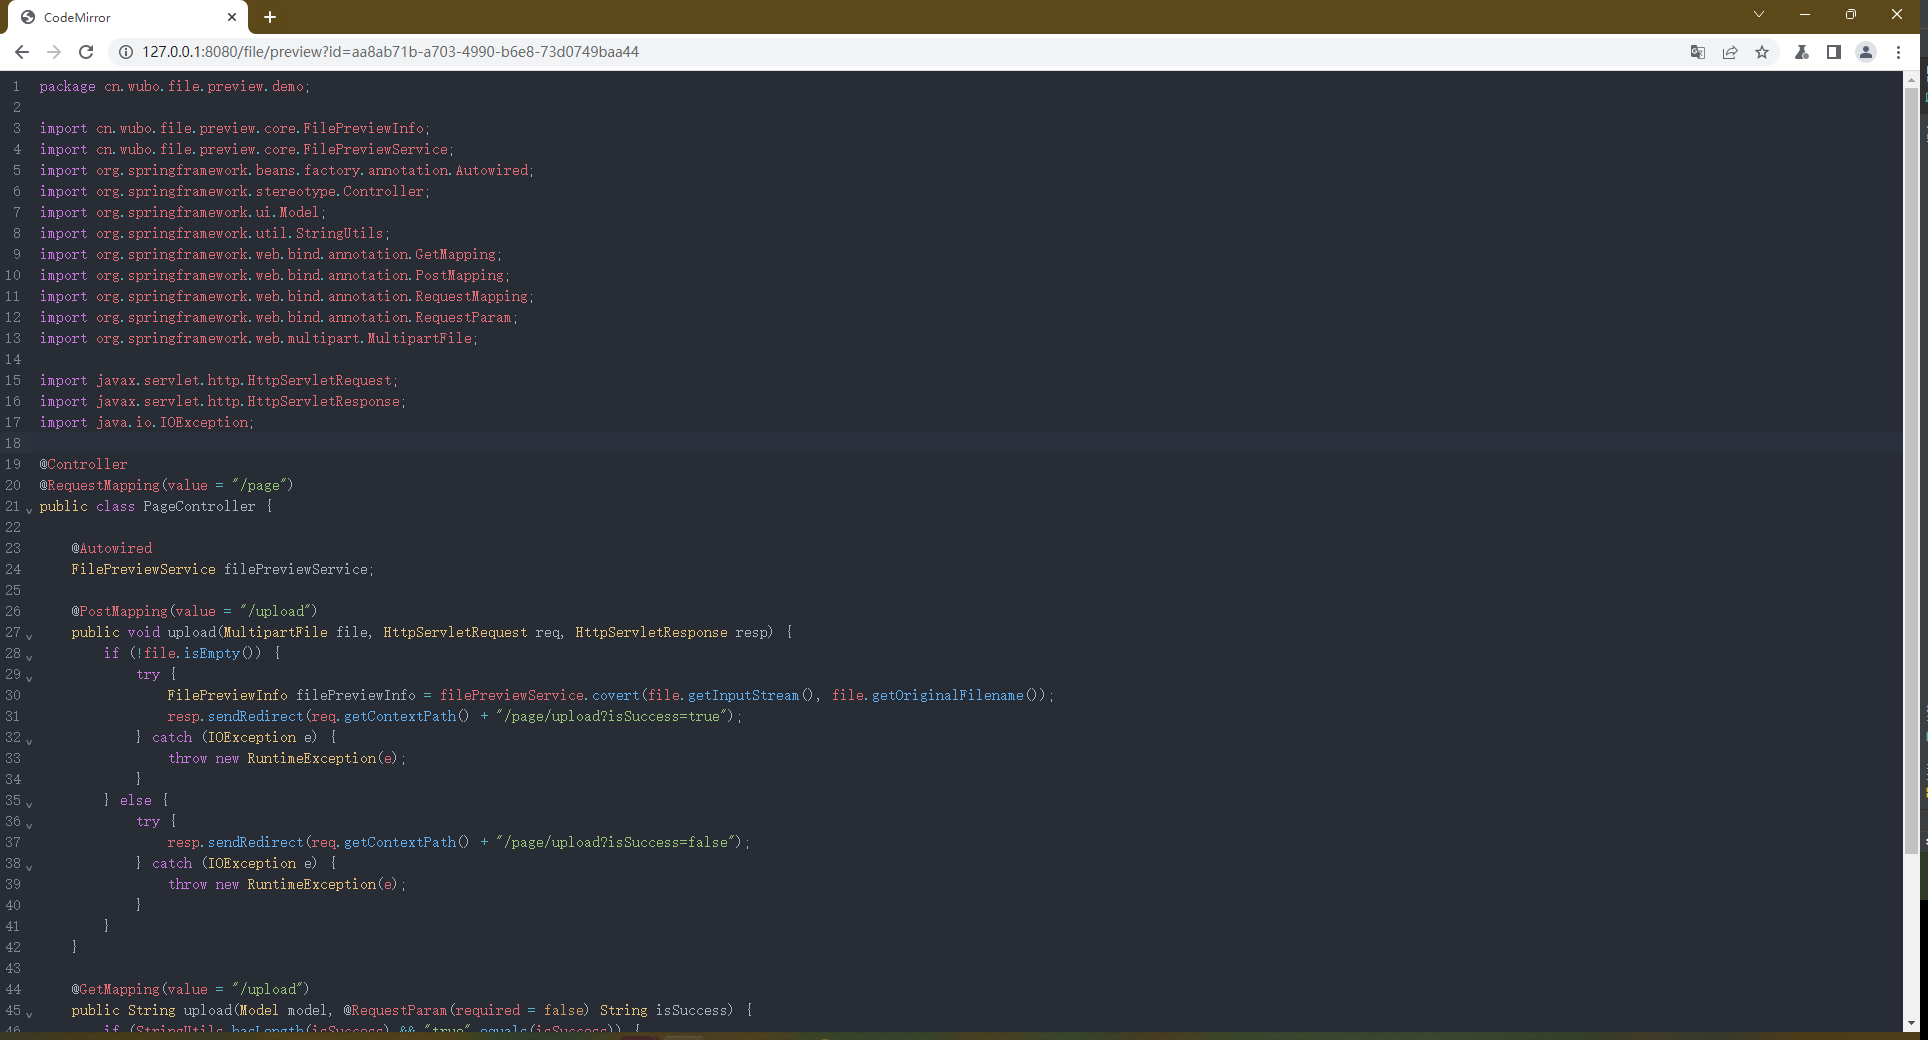 CodeMirror
127.0.0.1:8080/file/preview?id=aa8ab71b-a703-4990-b6e8-73d0749baa44
1 package cn.wubo.file.preview.demo;
2
3 import cn.wubo.file.preview.core.FilePreviewInfo;
4 import cn.wubo.file.preview.core.FilePreviewService;
5 import org.springframework.beans.factory.annotation.Autowired;
6 import org.springframework.stereotype.Controller;
7 import org.springframework.ui.Model;
8 import org.springframework.util.StringUtils;
9 import org.springframework.web.bind.annotation.GetMapping;
10 import org.springframework.web.bind.annotation.PostMapping;
11 import org.springframework.web.bind.annotation.RequestMapping;
12 import org.springframework.web.bind.annotation.RequestParam;
13 import org.springframework.web.multipart.MultipartFile;
14
15 import javax.servlet.http.HttpServletRequest;
16 import javax.servlet.http.HttpServletResponse;
17 import java.io.IOException;
18
19 @Controller
20 @RequestMapping(value = "/page")
21 public class PageController {
22
23     @Autowired
24     FilePreviewService filePreviewService;
25
26     @PostMapping(value = "/upload")
27     public void upload(MultipartFile file, HttpServletRequest req, HttpServletResponse resp) {
28         if (!file.isEmpty()) {
29             try {
30                 FilePreviewInfo filePreviewInfo = filePreviewService.covert(file.getInputStream(), file.getOriginalFilename());
31                 resp.sendRedirect(req.getContextPath() + "/page/upload?isSuccess=true");
32             } catch (IOException e) {
33                 throw new RuntimeException(e);
34             }
35         } else {
36             try {
37                 resp.sendRedirect(req.getContextPath() + "/page/upload?isSuccess=false");
38             } catch (IOException e) {
39                 throw new RuntimeException(e);
40             }
41         }
42     }
43
44     @GetMapping(value = "/upload")
45     public String upload(Model model, @RequestParam(required = false) String isSuccess) {
46         if (StringUtils.hasLength(isSuccess) && "true".equals(isSuccess)) {